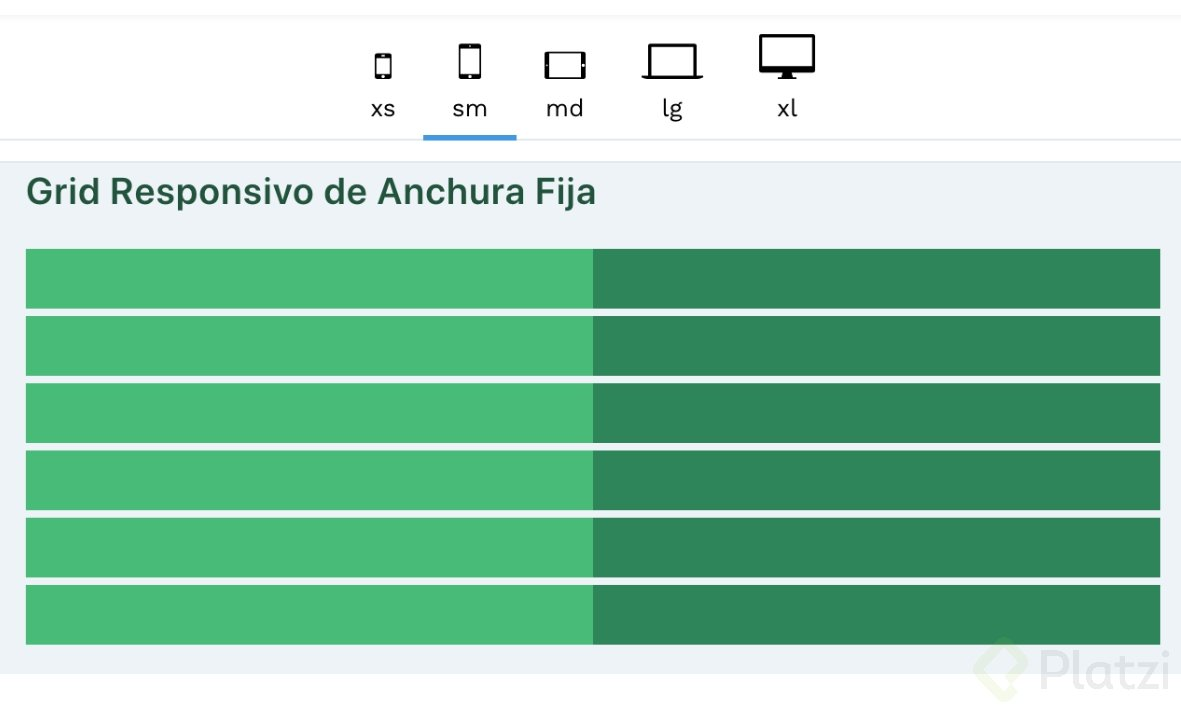 xs sm md lg xl
Grid Responsivo de Anchura Fija
Platzi